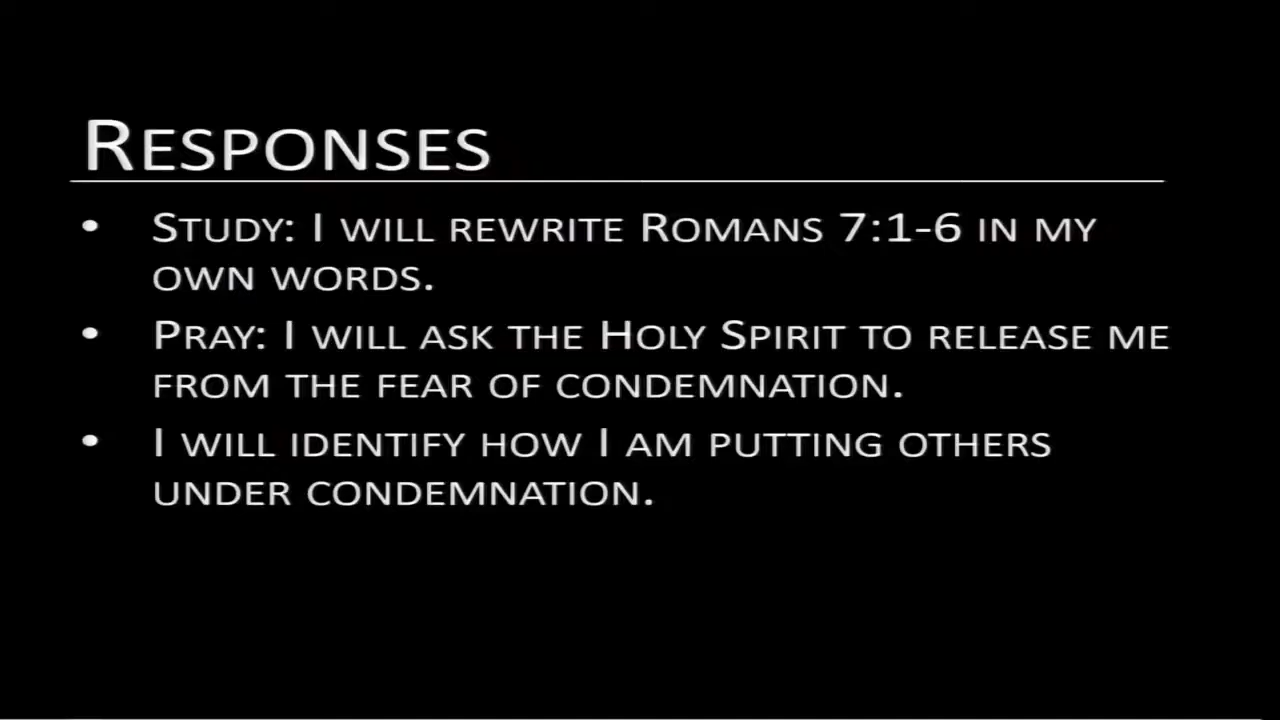 RESPONSES
• STUDY: I WILL REWRITE ROMANS 7:1-6 IN MY
OWN WORDS.
• PRAY: I WILL ASK THE HOLY SPIRIT TO RELEASE ME
FROM THE FEAR OF CONDEMNATION.
• I WILL IDENTIFY HOW I AM PUTTING OTHERS
UNDER CONDEMNATION.